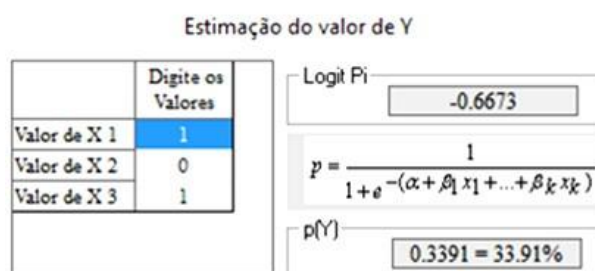 Estimação do valor de Y
Digite os
Valores
Valor de X 1 1
Valor de X 2 0
Valor de X 3 1
Logit Pi
-0.6673
p = 1 / 1 + e^-(α + β1 x1 + ... + βk xk)
p(Y)
0.3391 = 33.91%